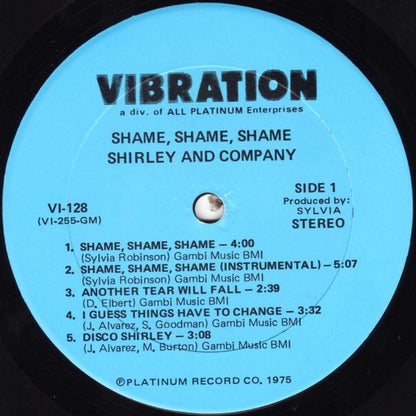 VIBRATION
a div. of ALL PLATINUM Enterprises
SHAME, SHAME, SHAME
SHIRLEY AND COMPANY
VI-128
(VI-255-GM)
SIDE 1
Produced by:
SYLVIA
STEREO
1. SHAME, SHAME, SHAME — 4:00
(Sylvia Robinson) Gambi Music BMI
2. SHAME, SHAME, SHAME (INSTRUMENTAL) — 5:07
(Sylvia Robinson) Gambi Music BMI
3. ANOTHER TEAR WILL FALL — 2:39
(D. Elbert) Gambi Music BMI
4. I GUESS THINGS HAVE TO CHANGE — 3:32
(J. Alvarez, S. Goodman) Gambi Music BMI
5. DISCO SHIRLEY — 3:08
(J. Alvarez, M. Burton) Gambi Music BMI
℗PLATINUM RECORD CO. 1975